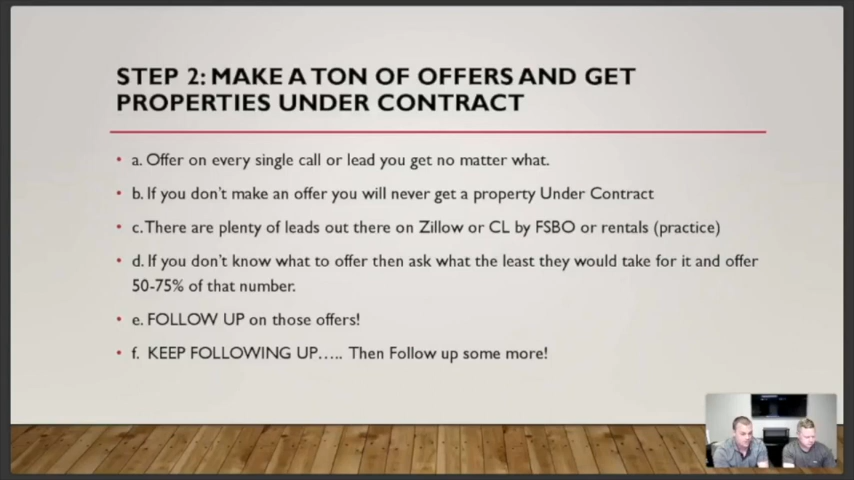 STEP 2: MAKE A TON OF OFFERS AND GET
PROPERTIES UNDER CONTRACT
• a. Offer on every single call or lead you get no matter what.
• b. If you don't make an offer you will never get a property Under Contract
• c. There are plenty of leads out there on Zillow or CL by FSBO or rentals (practice)
• d. If you don't know what to offer then ask what the least they would take for it and offer
50-75% of that number.
• e. FOLLOW UP on those offers!
• f. KEEP FOLLOWING UP….. Then Follow up some more!